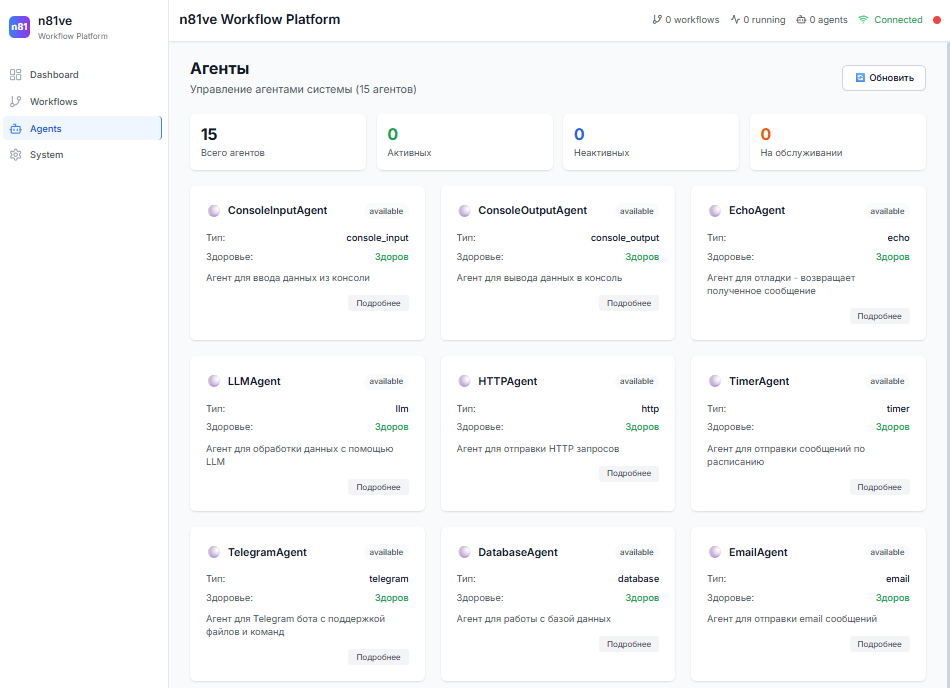 n81
n81ve
Workflow Platform
n81ve Workflow Platform
0 workflows
0 running
0 agents
Connected
Dashboard
Workflows
Agents
System
Агенты
Управление агентами системы (15 агентов)
Обновить
15
Всего агентов
0
Активных
0
Неактивных
0
На обслуживании
ConsoleInputAgent
available
Тип:
console_input
Здоровье:
Здоров
Агент для ввода данных из консоли
Подробнее
ConsoleOutputAgent
available
Тип:
console_output
Здоровье:
Здоров
Агент для вывода данных в консоль
Подробнее
EchoAgent
available
Тип:
echo
Здоровье:
Здоров
Агент для отладки - возвращает
полученное сообщение
Подробнее
LLMAgent
available
Тип:
llm
Здоровье:
Здоров
Агент для обработки данных с помощью
LLM
Подробнее
HTTPAgent
available
Тип:
http
Здоровье:
Здоров
Агент для отправки HTTP запросов
Подробнее
TimerAgent
available
Тип:
timer
Здоровье:
Здоров
Агент для отправки сообщений по
расписанию
Подробнее
TelegramAgent
available
Тип:
telegram
Здоровье:
Здоров
Агент для Telegram бота с поддержкой
файлов и команд
Подробнее
DatabaseAgent
available
Тип:
database
Здоровье:
Здоров
Агент для работы с базой данных
Подробнее
EmailAgent
available
Тип:
email
Здоровье:
Здоров
Агент для отправки email сообщений
Подробнее